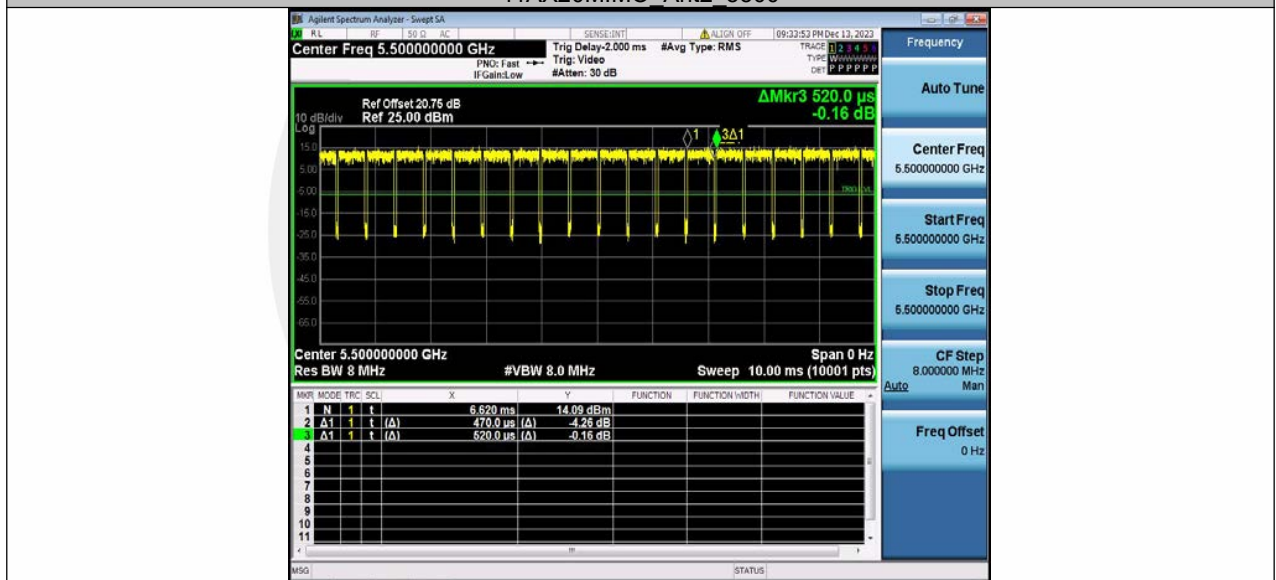 Agilent Spectrum Analyzer - Swept SA
RL RF 50 Ω AC SENSE:INT ALIGN OFF 09:33:53 PM Dec 13, 2023
Center Freq 5.500000000 GHz
PNO: Fast
IFGain:Low
Trig Delay-2.000 ms
Trig: Video
#Atten: 30 dB
#Avg Type: RMS
TRACE 1 2 3 4 5 6
TYPE
DET P P P P P P
ΔMkr3 520.0 µs
-0.16 dB
Ref Offset 20.75 dB
10 dB/div Ref 25.00 dBm
Log
15.0
5.00
-5.00
-15.0
-25.0
-35.0
-45.0
-55.0
-65.0
1
3Δ1
Center 5.500000000 GHz Span 0 Hz
Res BW 8 MHz #VBW 8.0 MHz Sweep 10.00 ms (10001 pts)
MKR MODE TRC SCL X Y FUNCTION FUNCTION WIDTH FUNCTION VALUE
1 N 1 t 6.620 ms 14.09 dBm
2 Δ1 1 t (Δ) 470.0 µs (Δ) -4.26 dB
3 Δ1 1 t (Δ) 520.0 µs (Δ) -0.16 dB
4
5
6
7
8
9
10
11
MSG STATUS
Frequency
Auto Tune
Center Freq
5.500000000 GHz
Start Freq
5.500000000 GHz
Stop Freq
5.500000000 GHz
CF Step
8.000000 MHz
Auto Man
Freq Offset
0 Hz